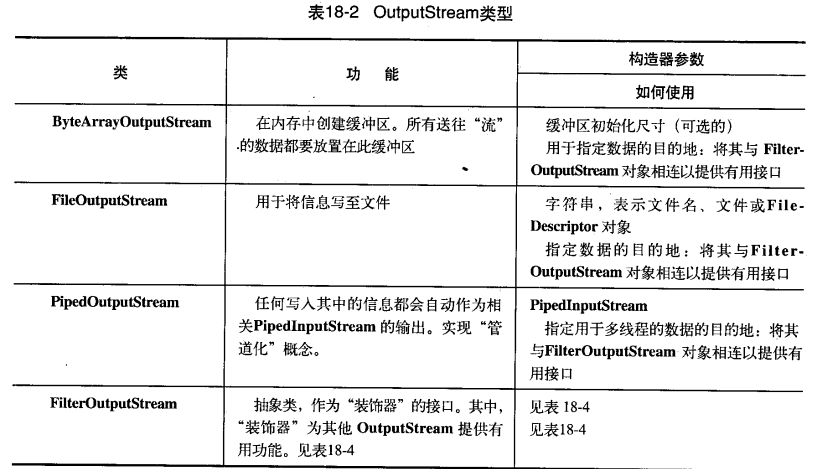 表18-2 OutputStream类型
类
功 能
构造器参数
如何使用
ByteArrayOutputStream
在内存中创建缓冲区。所有送往“流”
的数据都要放置在此缓冲区
缓冲区初始化尺寸（可选的）
用于指定数据的目的地：将其与 Filter-
OutputStream 对象相连以提供有用接口
FileOutputStream
用于将信息写至文件
字符串，表示文件名、文件或File-
Descriptor 对象
指定数据的目的地：将其与Filter-
OutputStream 对象相连以提供有用接口
PipedOutputStream
任何写入其中的信息都会自动作为相
关PipedInputStream 的输出。实现“管
道化”概念。
PipedInputStream
指定用于多线程的数据的目的地：将其
与FilterOutputStream 对象相连以提供有
用接口
FilterOutputStream
抽象类，作为“装饰器”的接口。其中，
“装饰器”为其他 OutputStream 提供有
用功能。见表18-4
见表 18-4
见表18-4